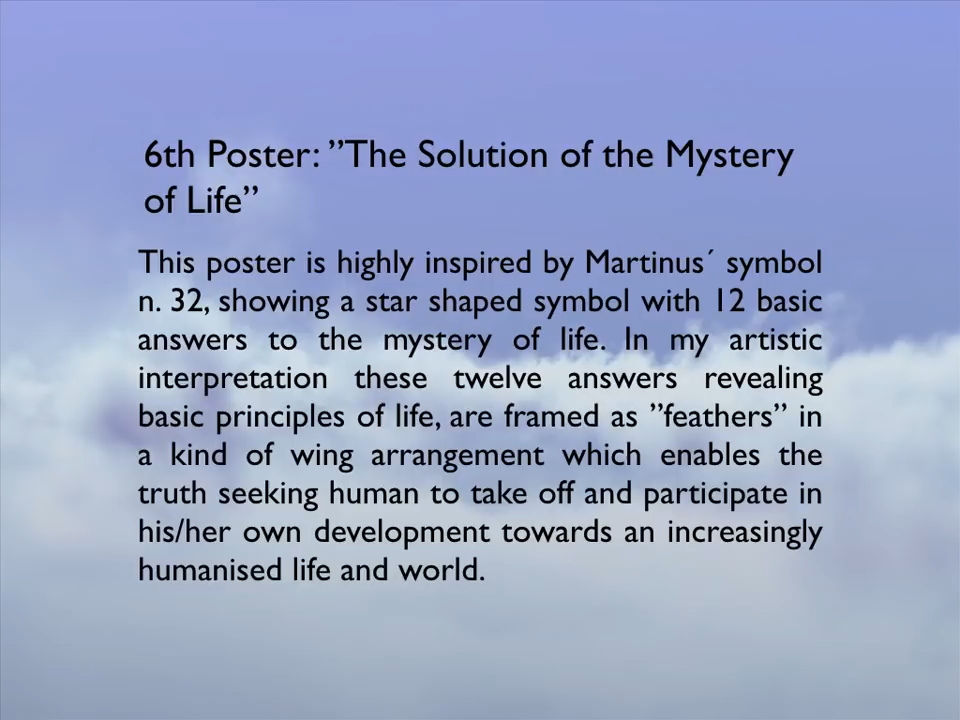 6th Poster: ”The Solution of the Mystery
of Life”
This poster is highly inspired by Martinus´ symbol
n. 32, showing a star shaped symbol with 12 basic
answers to the mystery of life. In my artistic
interpretation these twelve answers revealing
basic principles of life, are framed as ”feathers” in
a kind of wing arrangement which enables the
truth seeking human to take off and participate in
his/her own development towards an increasingly
humanised life and world.